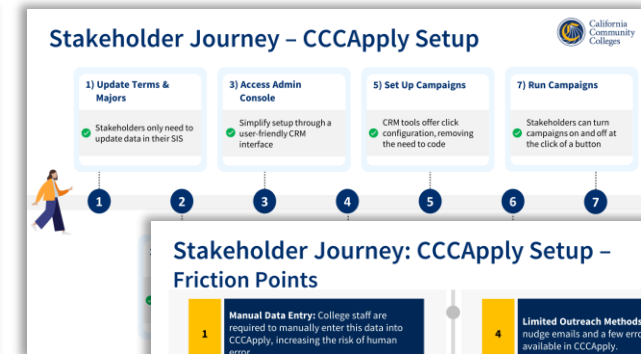 Stakeholder Journey – CCCApply Setup
California
Community
Colleges
1) Update Terms &
Majors
Stakeholders only need to
update data in their SIS
3) Access Admin
Console
Simplify setup through a
user-friendly CRM
interface
5) Set Up Campaigns
CRM tools offer click
configuration, removing
the need to code
7) Run Campaigns
Stakeholders can turn
campaigns on and off at
the click of a button
1
2
3
4
5
6
7
Stakeholder Journey: CCCApply Setup –
Friction Points
1
Manual Data Entry: College staff are
required to manually enter this data into
CCCApply, increasing the risk of human
error
4
Limited Outreach Methods
nudge emails and a few erro
available in CCCApply.